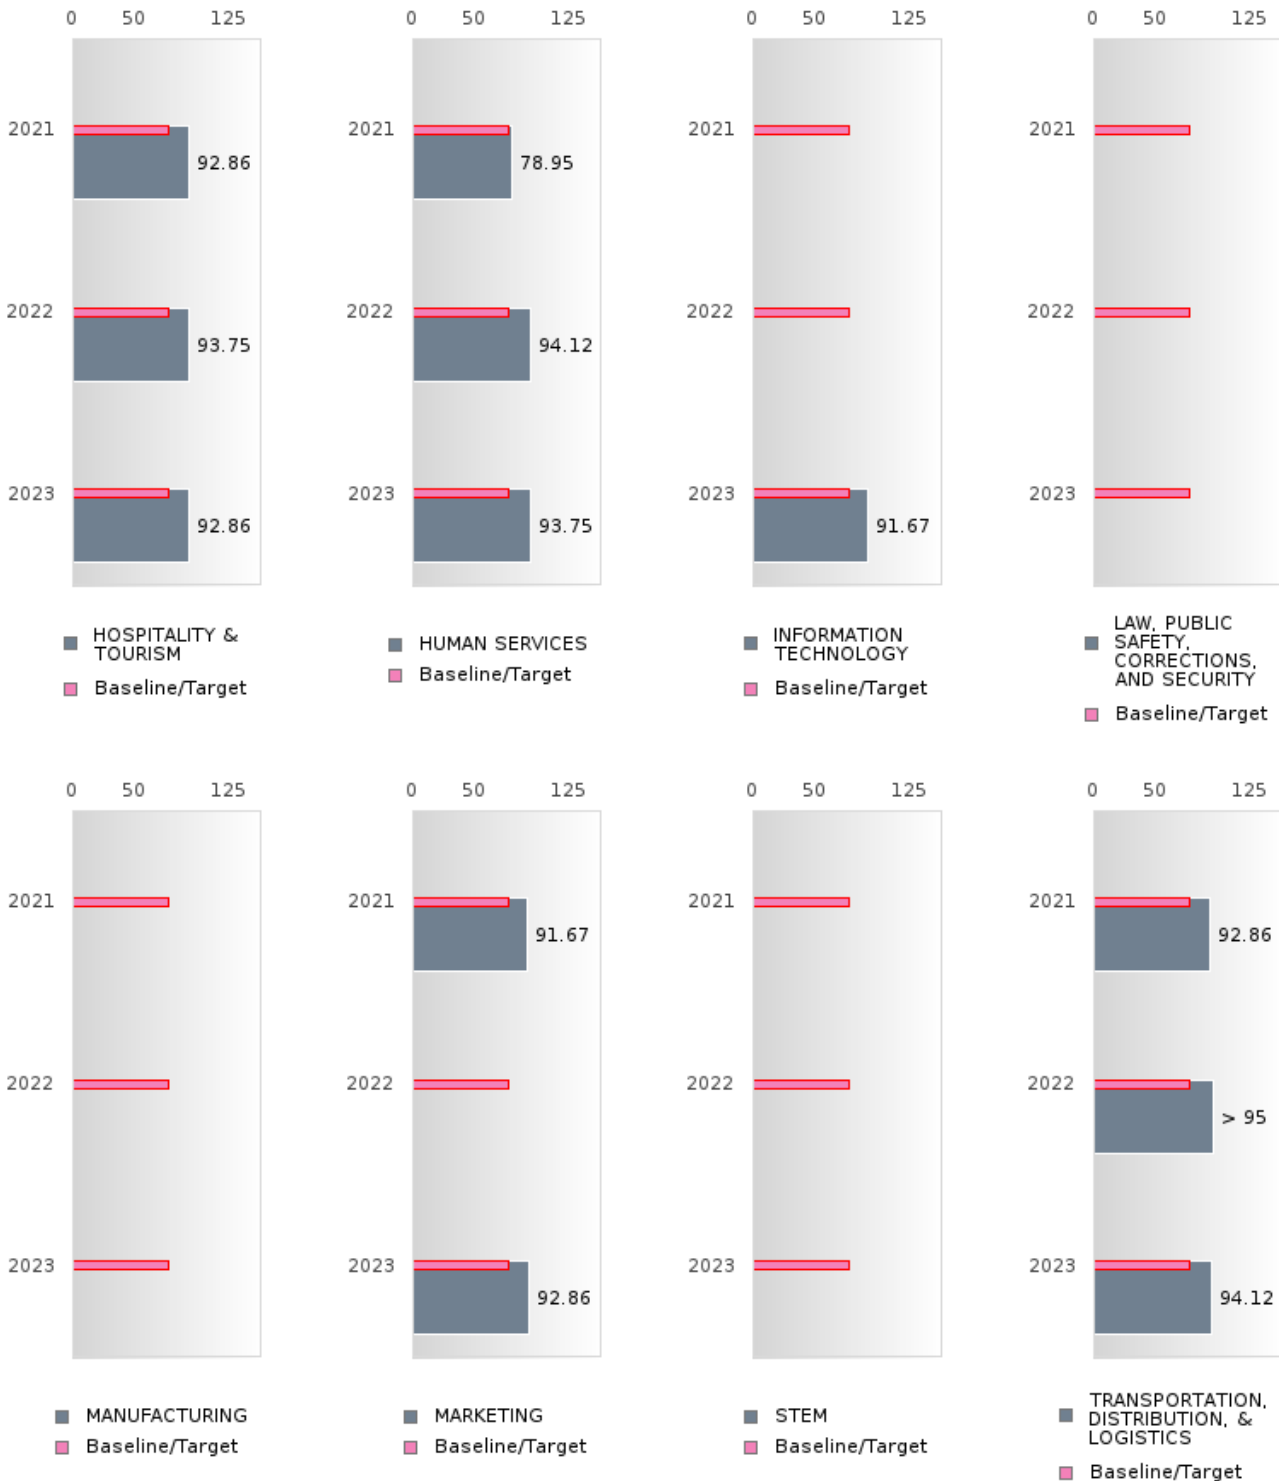 0 50 125 0 50 125 0 50 125 0 50 125
2021 92.86 2021 78.95 2021 2021
2022 93.75 2022 94.12 2022 2022
2023 92.86 2023 93.75 2023 91.67 2023
HOSPITALITY &
TOURISM
Baseline/Target
HUMAN SERVICES
Baseline/Target
INFORMATION
TECHNOLOGY
Baseline/Target
LAW, PUBLIC
SAFETY,
CORRECTIONS,
AND SECURITY
Baseline/Target
0 50 125 0 50 125 0 50 125 0 50 125
2021 2021 91.67 2021 2021 92.86
2022 2022 2022 2022 > 95
2023 2023 92.86 2023 2023 94.12
MANUFACTURING
Baseline/Target
MARKETING
Baseline/Target
STEM
Baseline/Target
TRANSPORTATION,
DISTRIBUTION, &
LOGISTICS
Baseline/Target